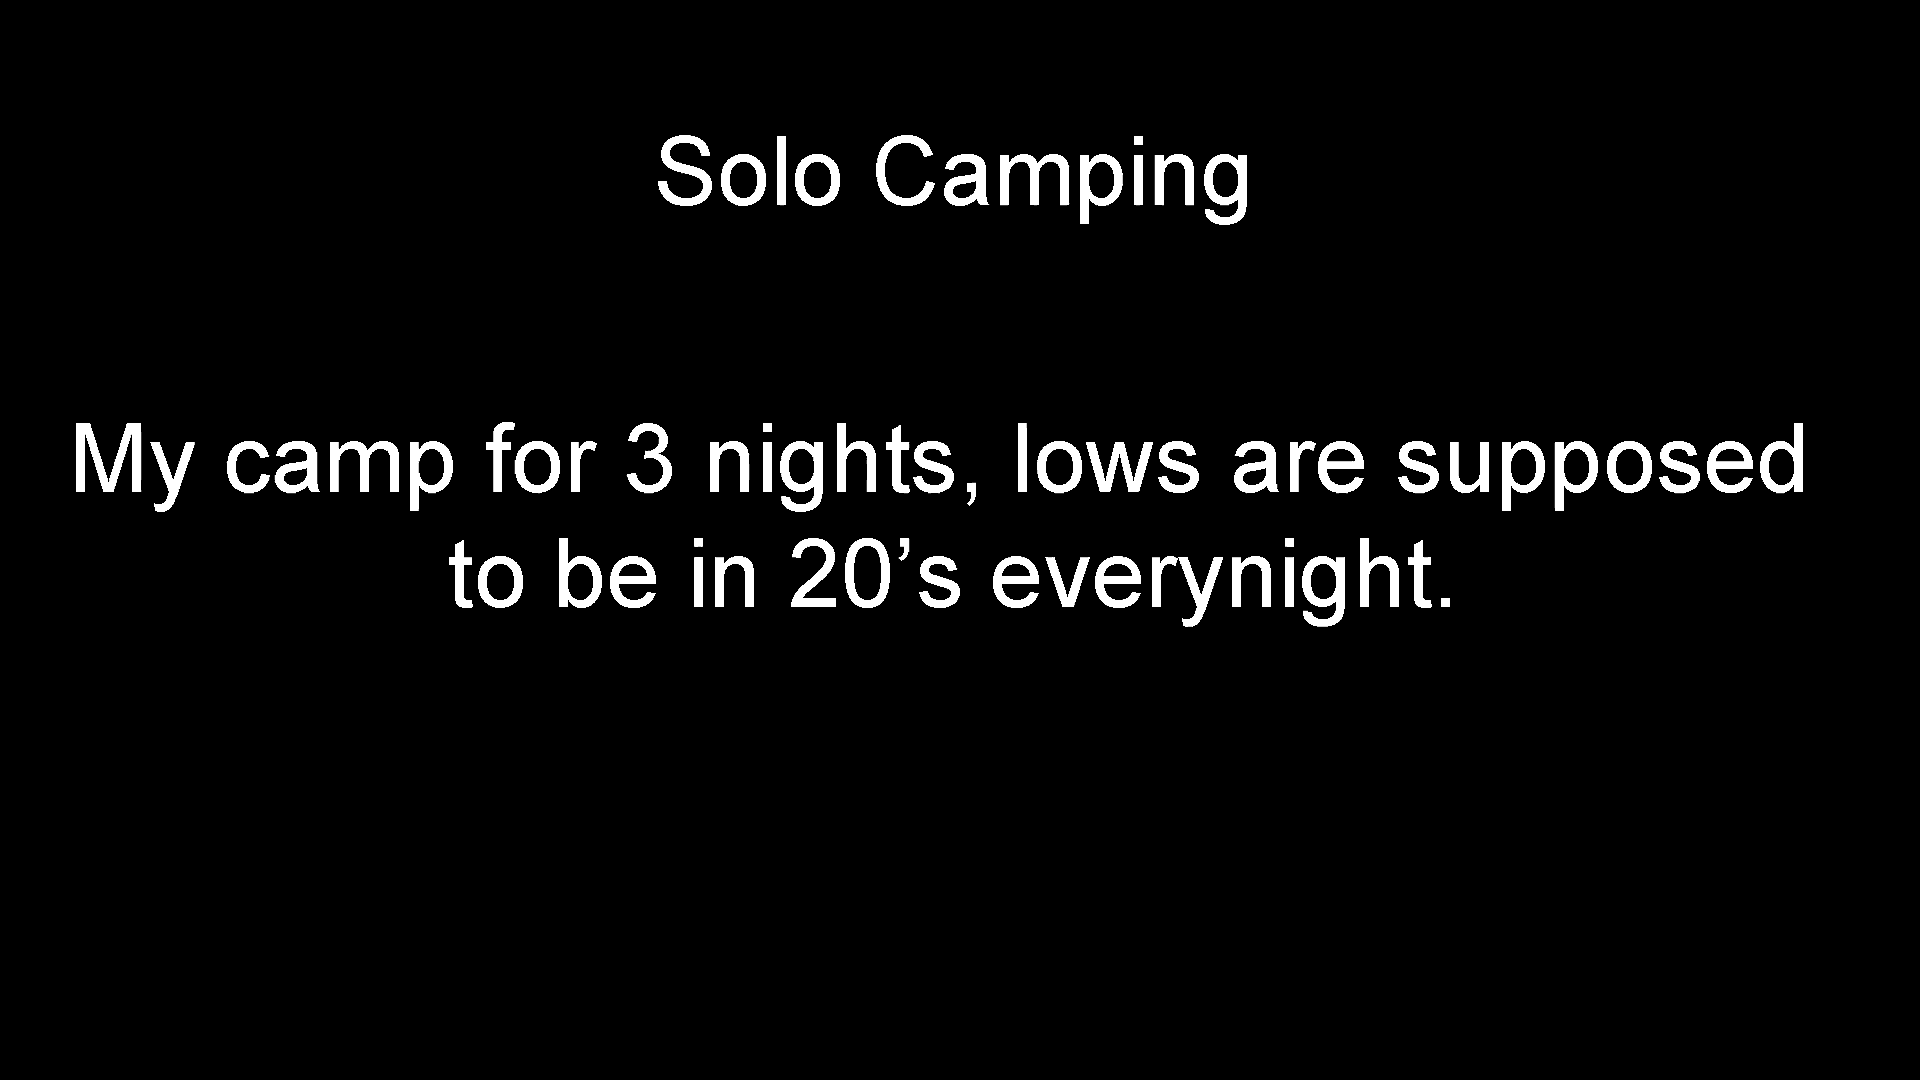 Solo Camping
My camp for 3 nights, lows are supposed
to be in 20’s everynight.